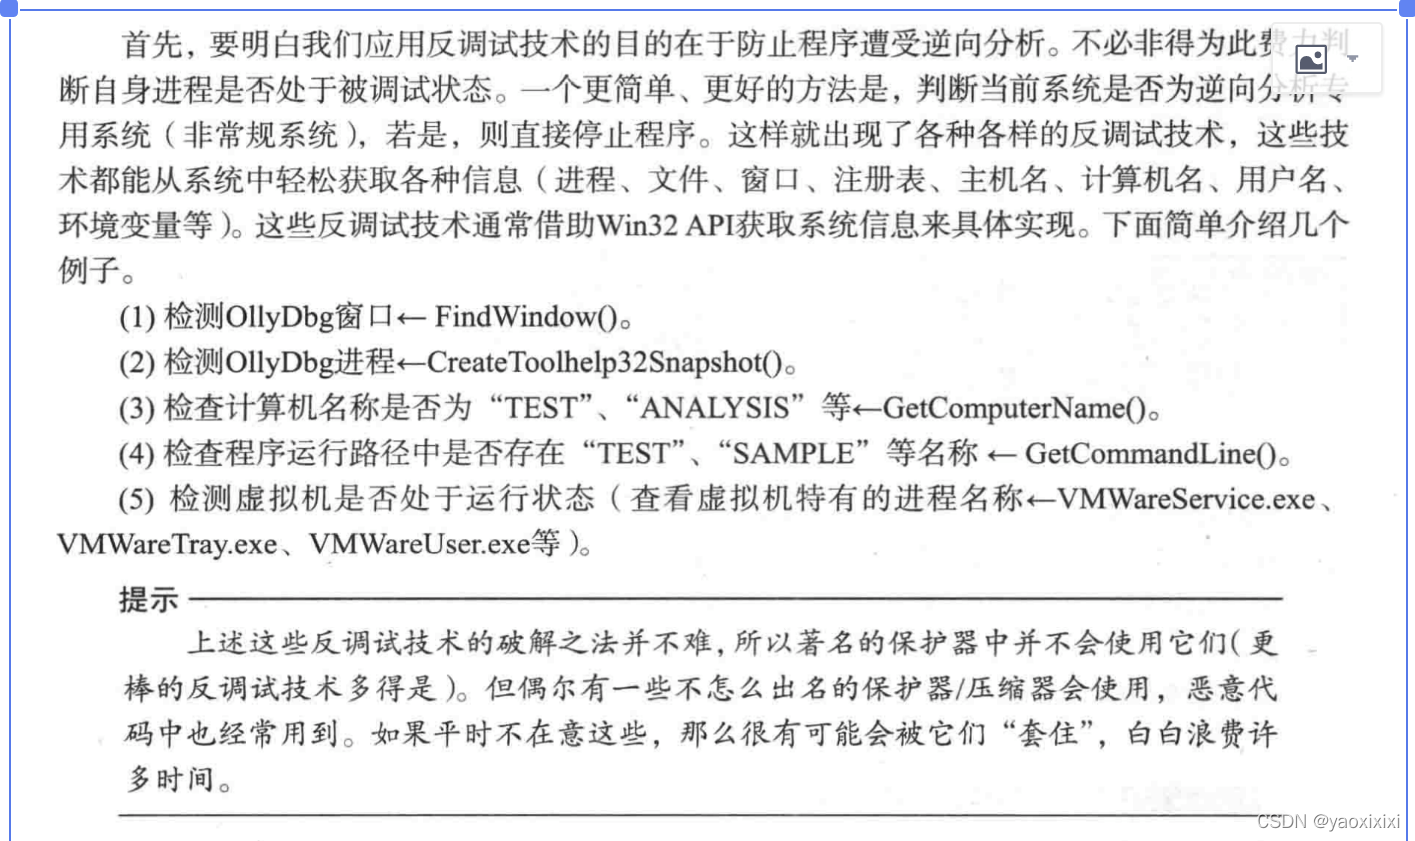 首先，要明白我们应用反调试技术的目的在于防止程序遭受逆向分析。不必非得为此费力判
断自身进程是否处于被调试状态。一个更简单、更好的方法是，判断当前系统是否为逆向分析专
用系统（非常规系统），若是，则直接停止程序。这样就出现了各种各样的反调试技术，这些技
术都能从系统中轻松获取各种信息（进程、文件、窗口、注册表、主机名、计算机名、用户名、
环境变量等）。这些反调试技术通常借助Win32 API获取系统信息来具体实现。下面简单介绍几个
例子。
(1) 检测OllyDbg窗口← FindWindow()。
(2) 检测OllyDbg进程←CreateToolhelp32Snapshot()。
(3) 检查计算机名称是否为“TEST”、“ANALYSIS”等←GetComputerName()。
(4) 检查程序运行路径中是否存在“TEST”、“SAMPLE”等名称 ← GetCommandLine()。
(5) 检测虚拟机是否处于运行状态（查看虚拟机特有的进程名称←VMWareService.exe、
VMWareTray.exe、VMWareUser.exe等）。
提示
上述这些反调试技术的破解之法并不难，所以著名的保护器中并不会使用它们（更
棒的反调试技术多得是）。但偶尔有一些不怎么出名的保护器/压缩器会使用，恶意代
码中也经常用到。如果平时不在意这些，那么很有可能会被它们“套住”，白白浪费许
多时间。
CSDN @yaoxixixi